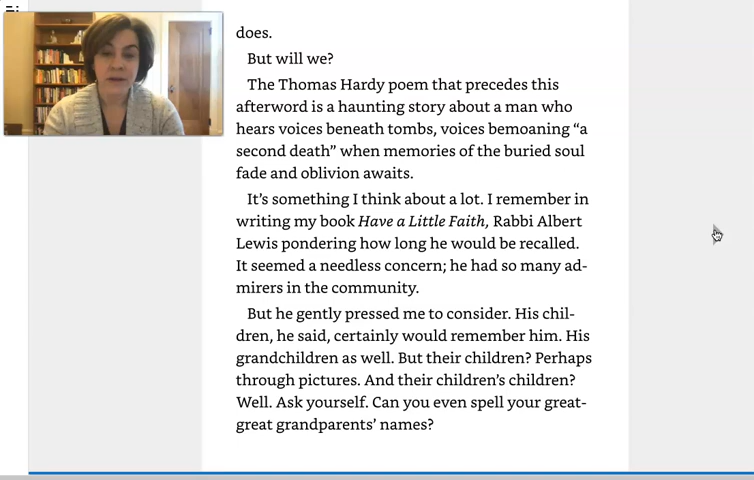 does.
But will we?
The Thomas Hardy poem that precedes this
afterword is a haunting story about a man who
hears voices beneath tombs, voices bemoaning “a
second death” when memories of the buried soul
fade and oblivion awaits.
It’s something I think about a lot. I remember in
writing my book Have a Little Faith, Rabbi Albert
Lewis pondering how long he would be recalled.
It seemed a needless concern; he had so many ad-
mirers in the community.
But he gently pressed me to consider. His chil-
dren, he said, certainly would remember him. His
grandchildren as well. But their children? Perhaps
through pictures. And their children’s children?
Well. Ask yourself. Can you even spell your great-
great grandparents’ names?